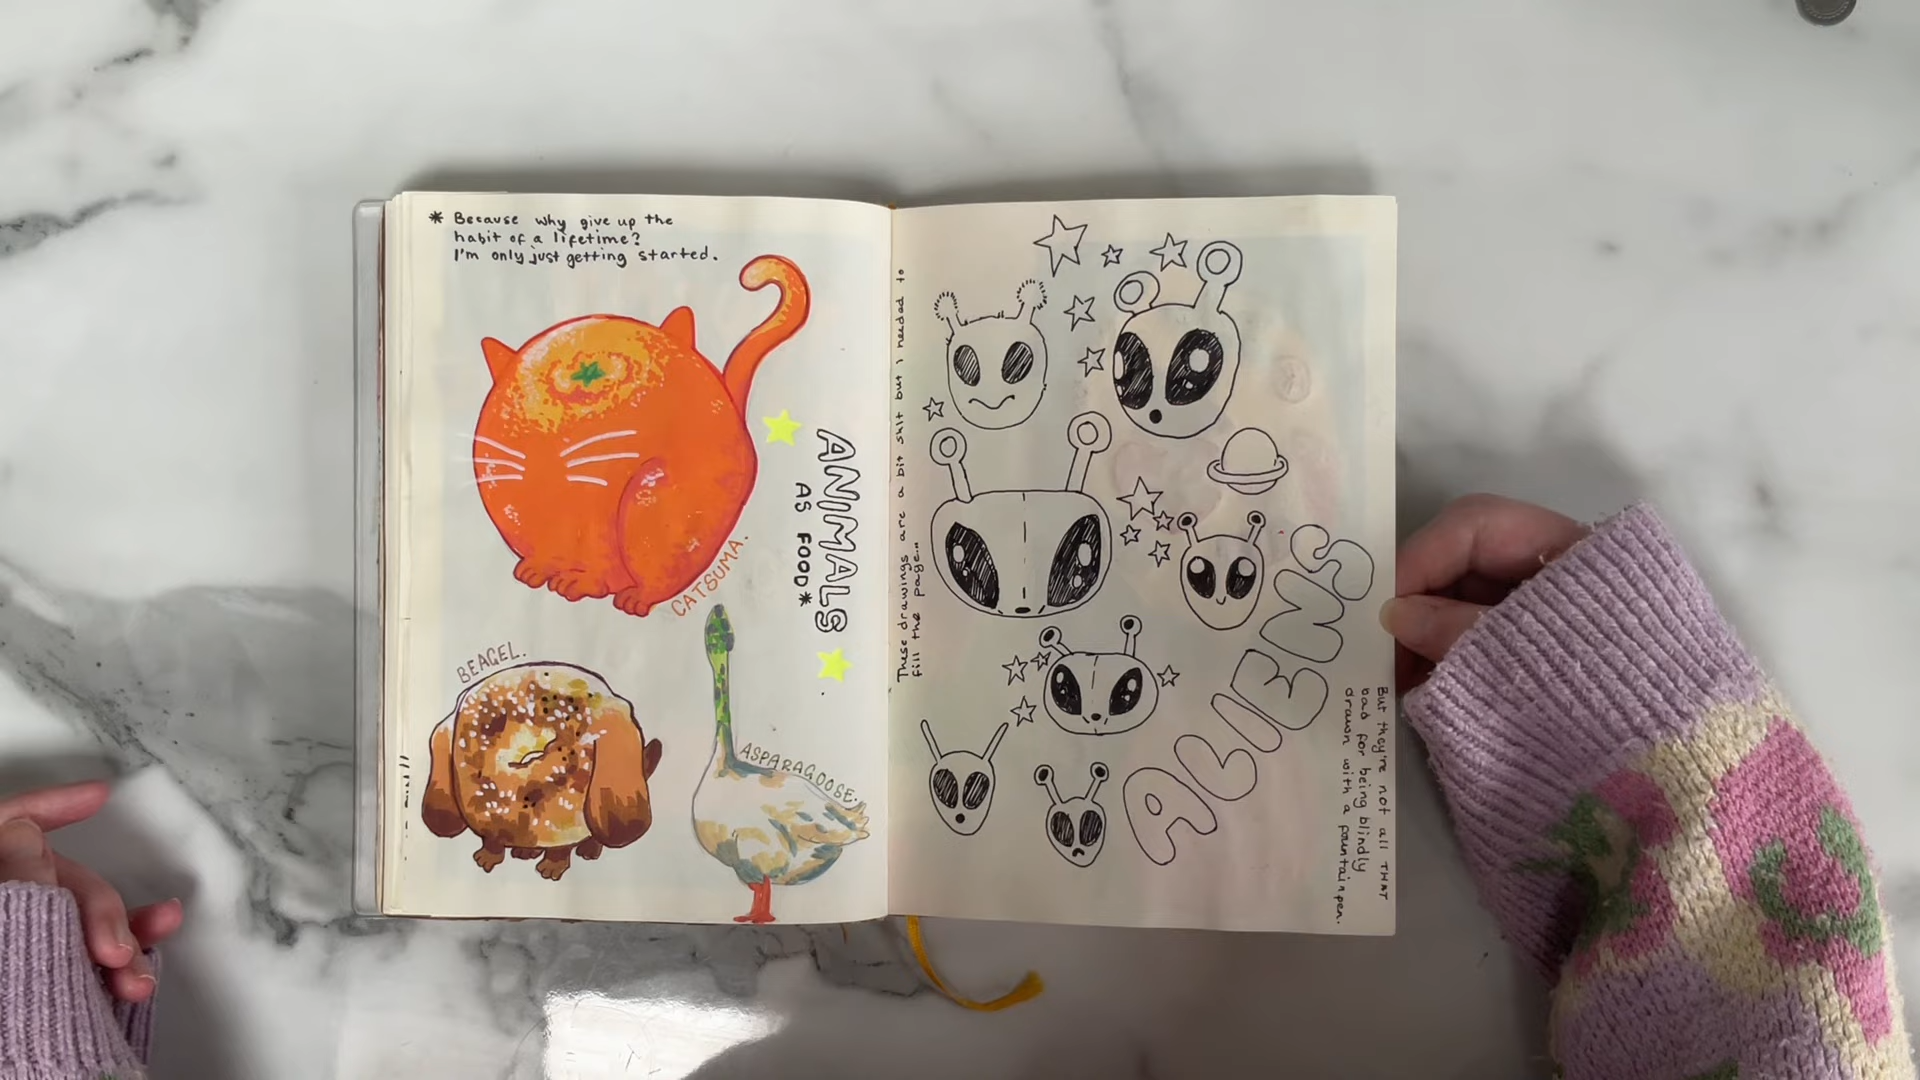 * Because why give up the
habit of a lifetime?
I'm only just getting started.
ANIMALS
AS FOOD*
CATSUMA.
BEAGEL.
ASPARAGOOSE.
These drawings are a bit shit but I needed to
fill the page...
ALIENS
But they're not all THAT
bad for being blindly
drawn with a fountain pen.